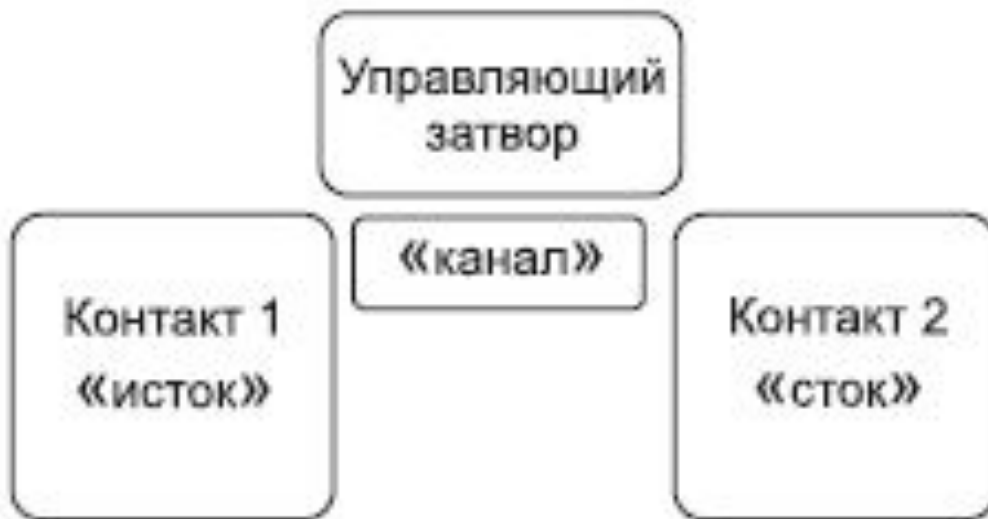 Управляющий
затвор
«канал»
Контакт 1
«исток»
Контакт 2
«сток»